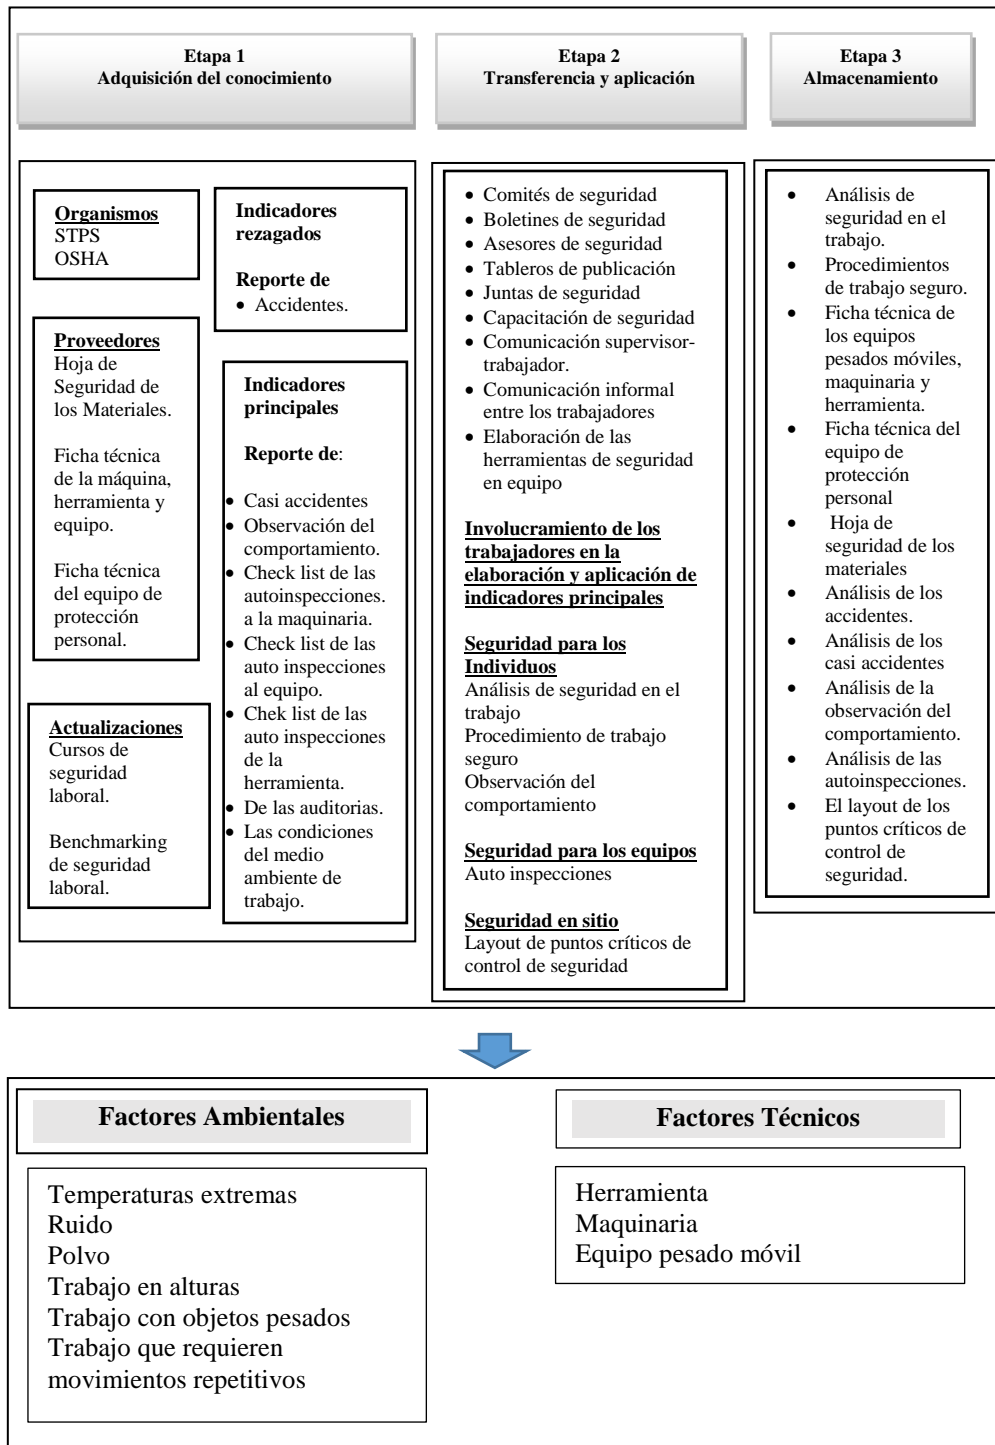 Etapa 1
Adquisición del conocimiento
Etapa 2
Transferencia y aplicación
Etapa 3
Almacenamiento
Organismos
STPS
OSHA
Proveedores
Hoja de
Seguridad de
los Materiales.
Ficha técnica
de la máquina,
herramienta y
equipo.
Ficha técnica
del equipo de
protección
personal.
Actualizaciones
Cursos de
seguridad
laboral.
Benchmarking
de seguridad
laboral.
Indicadores
rezagados
Reporte de
• Accidentes.
Indicadores
principales
Reporte de:
• Casi accidentes
• Observación del
comportamiento.
• Check list de las
autoinspecciones.
a la maquinaria.
• Check list de las
auto inspecciones
al equipo.
• Chek list de las
auto inspecciones
de la
herramienta.
• De las auditorias.
• Las condiciones
del medio
ambiente de
trabajo.
• Comités de seguridad
• Boletines de seguridad
• Asesores de seguridad
• Tableros de publicación
• Juntas de seguridad
• Capacitación de seguridad
• Comunicación supervisor-
trabajador.
• Comunicación informal
entre los trabajadores
• Elaboración de las
herramientas de seguridad
en equipo
Involucramiento de los
trabajadores en la
elaboración y aplicación de
indicadores principales
Seguridad para los
Individuos
Análisis de seguridad en el
trabajo
Procedimiento de trabajo
seguro
Observación del
comportamiento
Seguridad para los equipos
Auto inspecciones
Seguridad en sitio
Layout de puntos críticos de
control de seguridad
• Análisis de
seguridad en el
trabajo.
• Procedimientos
de trabajo seguro.
• Ficha técnica de
los equipos
pesados móviles,
maquinaria y
herramienta.
• Ficha técnica del
equipo de
protección
personal
• Hoja de
seguridad de los
materiales
• Análisis de los
accidentes.
• Análisis de los
casi accidentes
• Análisis de la
observación del
comportamiento.
• Análisis de las
autoinspecciones.
• El layout de los
puntos críticos de
control de
seguridad.
Factores Ambientales
Temperaturas extremas
Ruido
Polvo
Trabajo en alturas
Trabajo con objetos pesados
Trabajo que requieren
movimientos repetitivos
Factores Técnicos
Herramienta
Maquinaria
Equipo pesado móvil